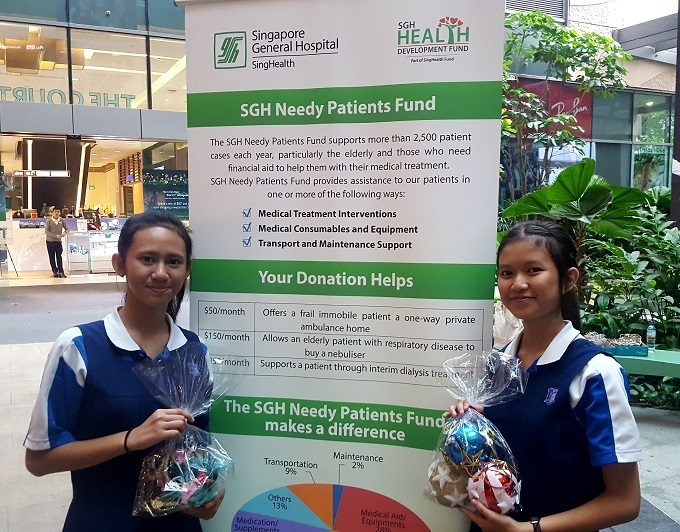 Singapore
General Hospital
SingHealth
SGH
HEALTH
DEVELOPMENT FUND
Part of SingHealth Fund
SGH Needy Patients Fund
The SGH Needy Patients Fund supports more than 2,500 patient
cases each year, particularly the elderly and those who need
financial aid to help them with their medical treatment.
SGH Needy Patients Fund provides assistance to our patients in
one or more of the following ways:
Medical Treatment Interventions
Medical Consumables and Equipment
Transport and Maintenance Support
Your Donation Helps
$50/month Offers a frail immobile patient a one-way private
ambulance home
$150/month Allows an elderly patient with respiratory disease to
buy a nebuliser
/month Supports a patient through interim dialysis treatment
The SGH Needy Patients Fund
makes a difference
Transportation
9%
Maintenance
2%
Others
13%
Medical Aid/
Equipments
28%
Medication/
Supplements
THE COURT
Ray-Ban